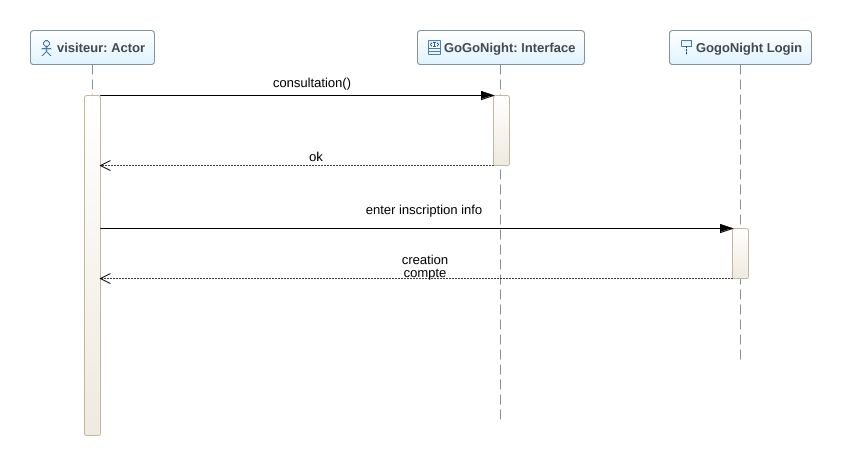 visiteur: Actor
GoGoNight: Interface
GogoNight Login
consultation()
ok
enter inscription info
creation
compte